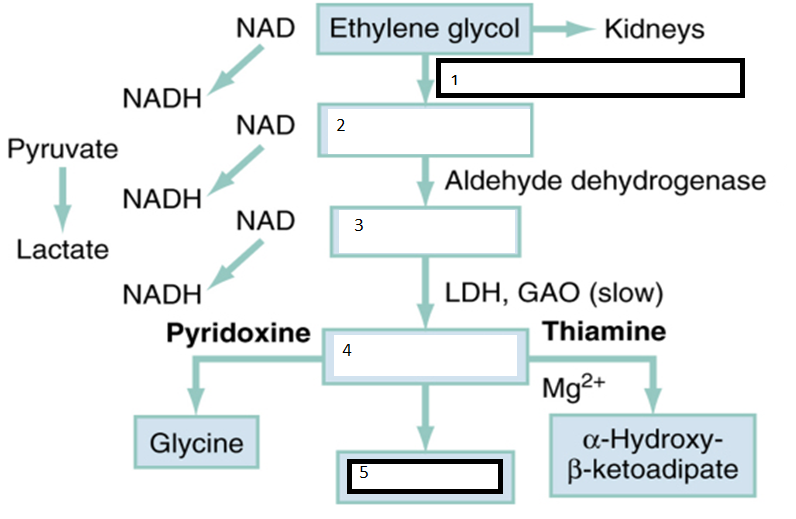 NAD
Ethylene glycol
Kidneys
1
NADH
NAD
2
Pyruvate
Aldehyde dehydrogenase
NADH
NAD
3
Lactate
NADH
LDH, GAO (slow)
Pyridoxine
4
Thiamine
Mg²⁺
Glycine
α-Hydroxy-
β-ketoadipate
5